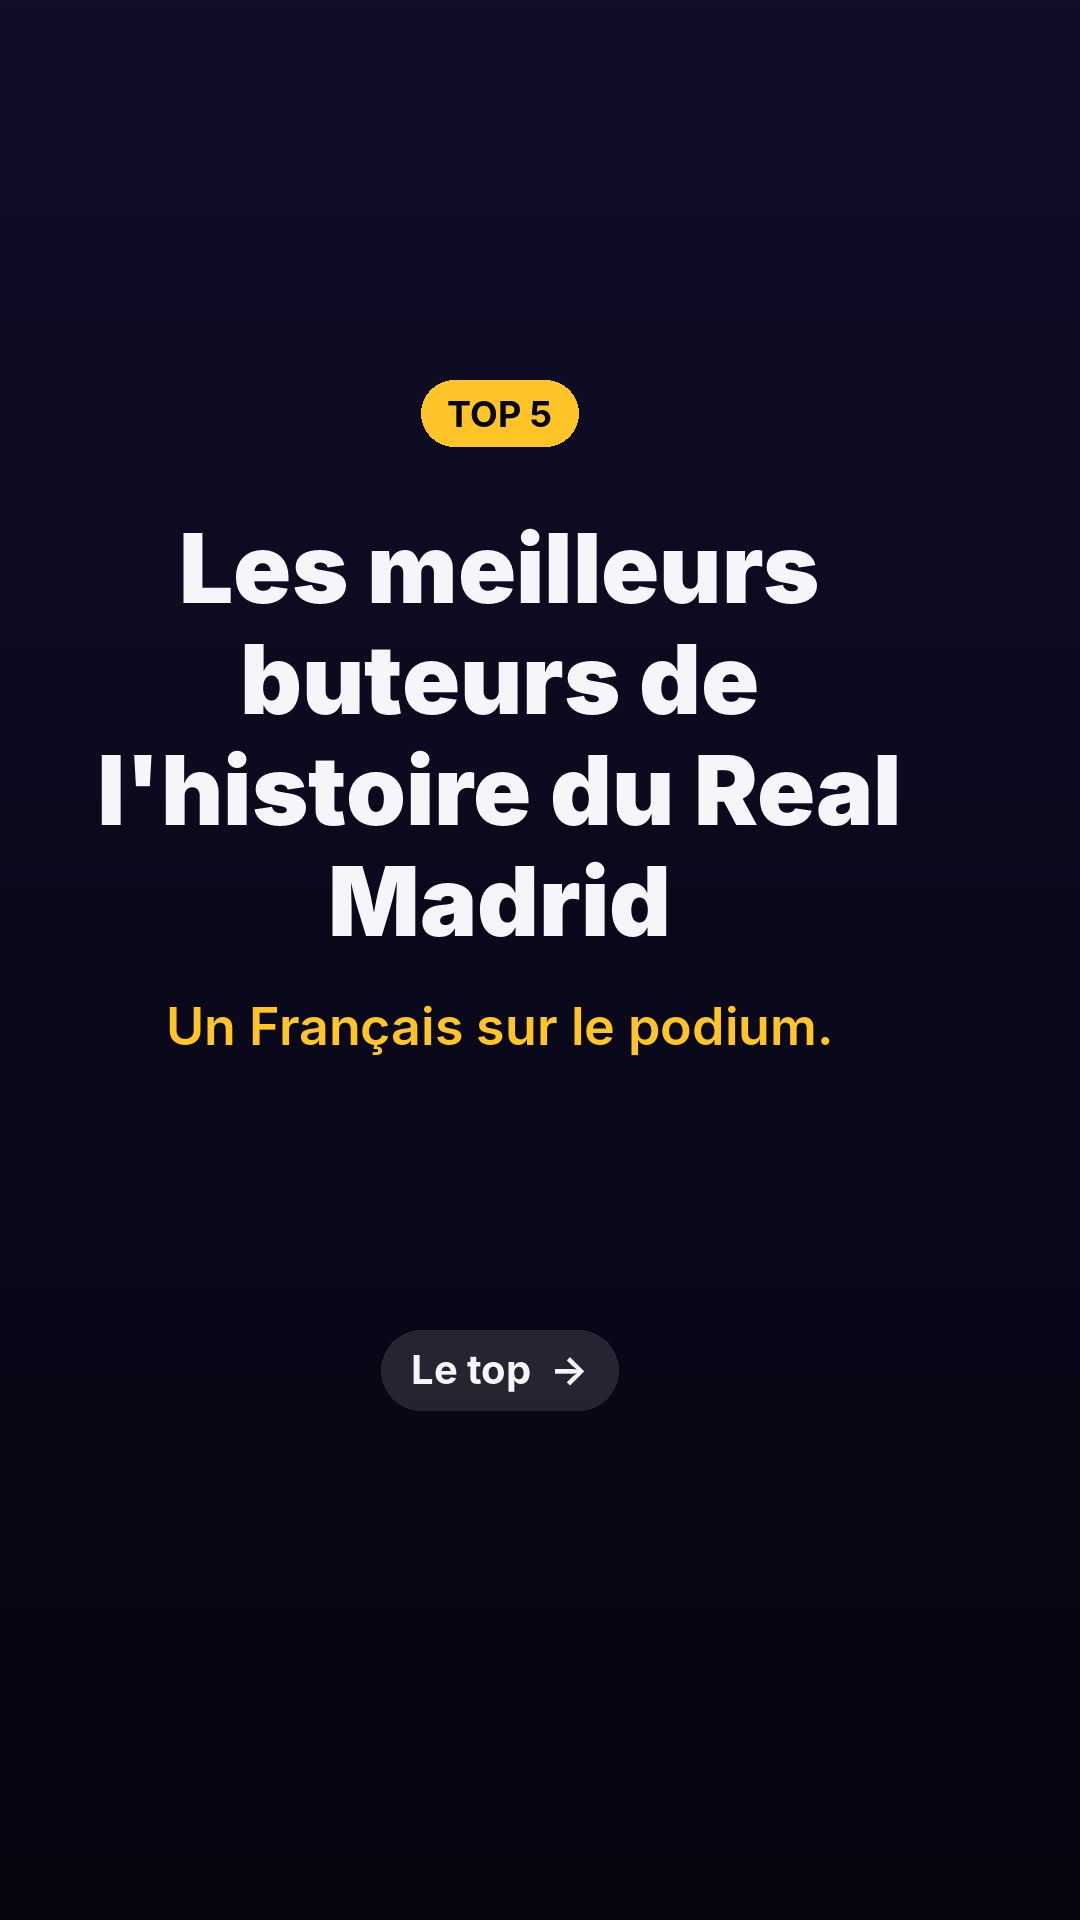 TOP 5
Les meilleurs
buteurs de
l'histoire du Real
Madrid
Un Français sur le podium.
Le top →